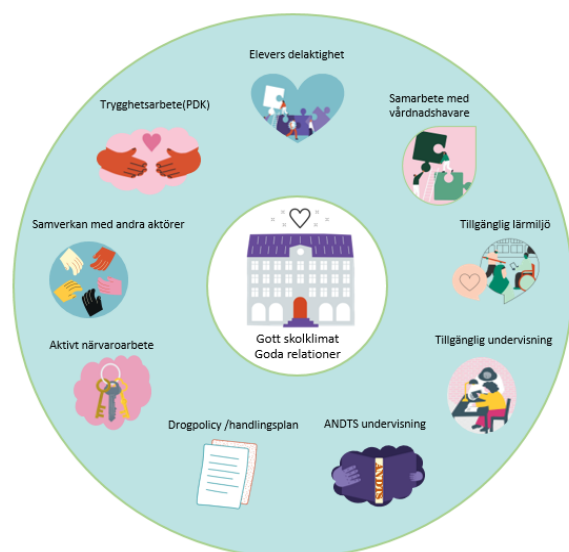 Elevers delaktighet
Trygghetsarbete(PDK)
Samarbete med
vårdnadshavare
Samverkan med andra aktörer
Tillgänglig lärmiljö
Gott skolklimat
Goda relationer
Aktivt närvaroarbete
Tillgänglig undervisning
Drogpolicy /handlingsplan
ANDTS undervisning
ANDTS